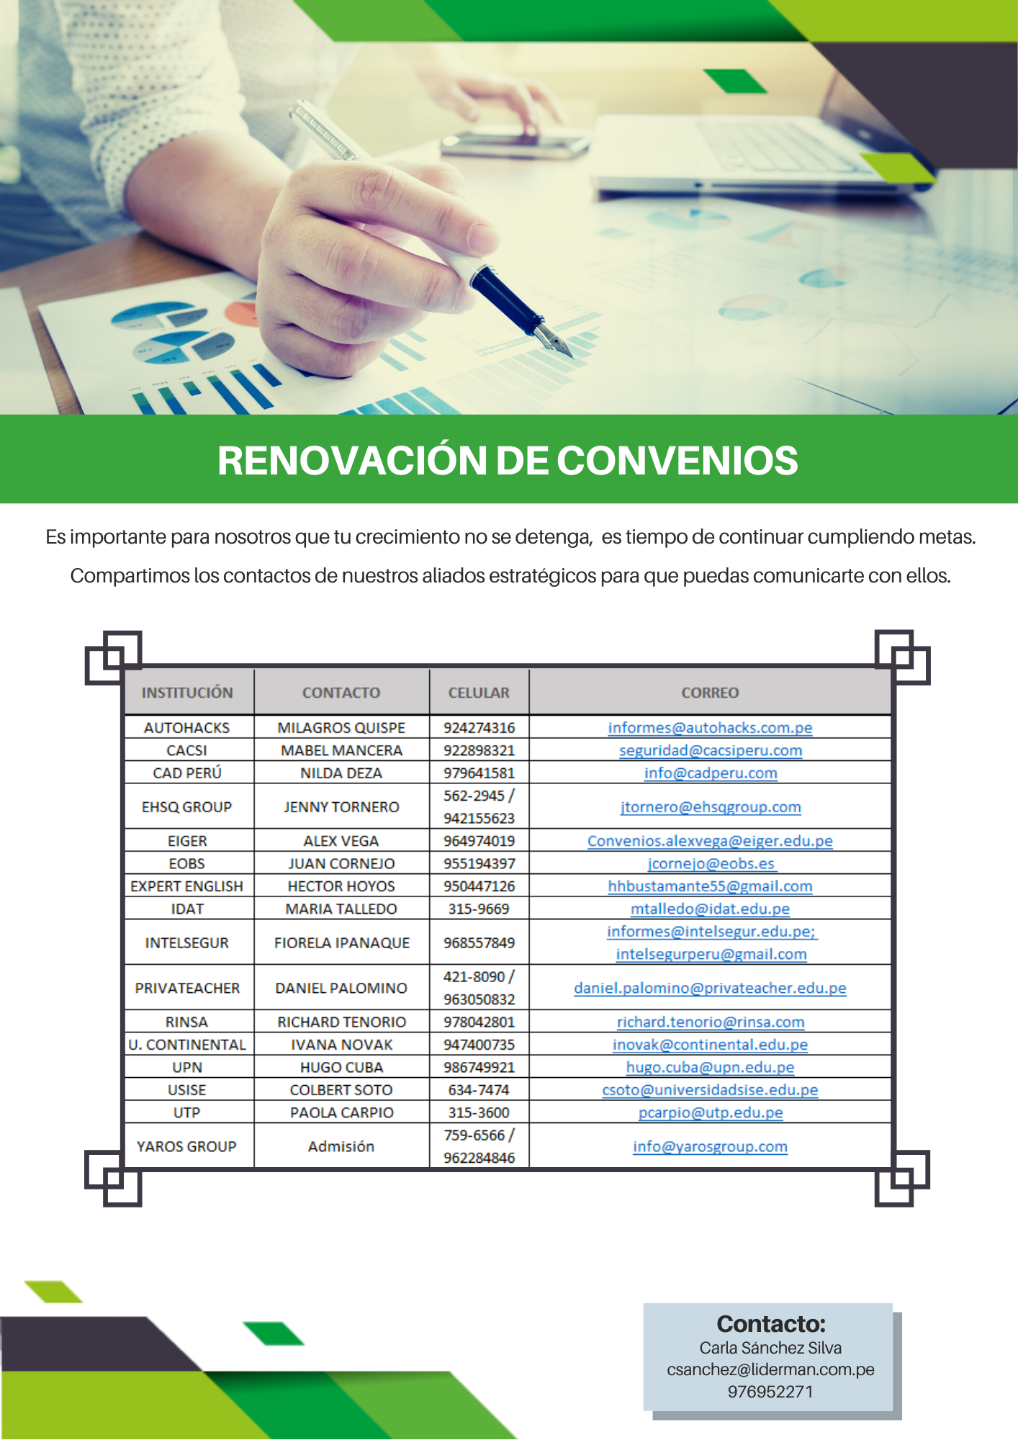 RENOVACIÓN DE CONVENIOS
Es importante para nosotros que tu crecimiento no se detenga, es tiempo de continuar cumpliendo metas.
Compartimos los contactos de nuestros aliados estratégicos para que puedas comunicarte con ellos.
INSTITUCIÓN CONTACTO CELULAR CORREO
AUTOHACKS MILAGROS QUISPE 924274316 informes@autohacks.com.pe
CACSI MABEL MANCERA 922898321 seguridad@cacsiperu.com
CAD PERÚ NILDA DEZA 979641581 info@cadperu.com
EHSQ GROUP JENNY TORNERO 562-2945 / 942155623 jtornero@ehsqgroup.com
EIGER ALEX VEGA 964974019 Convenios.alexvega@eiger.edu.pe
EOBS JUAN CORNEJO 955194397 jcornejo@eobs.es
EXPERT ENGLISH HECTOR HOYOS 950447126 hhbustamante55@gmail.com
IDAT MARIA TALLEDO 315-9669 mtalledo@idat.edu.pe
INTELSEGUR FIORELA IPANAQUE 968557849 informes@intelsegur.edu.pe; intelsegurperu@gmail.com
PRIVATEACHER DANIEL PALOMINO 421-8090 / 963050832 daniel.palomino@privateacher.edu.pe
RINSA RICHARD TENORIO 978042801 richard.tenorio@rinsa.com
U. CONTINENTAL IVANA NOVAK 947400735 inovak@continental.edu.pe
UPN HUGO CUBA 986749921 hugo.cuba@upn.edu.pe
USISE COLBERT SOTO 634-7474 csoto@universidadsise.edu.pe
UTP PAOLA CARPIO 315-3600 pcarpio@utp.edu.pe
YAROS GROUP Admisión 759-6566 / 962284846 info@yarosgroup.com
Contacto:
Carla Sánchez Silva
csanchez@liderman.com.pe
976952271